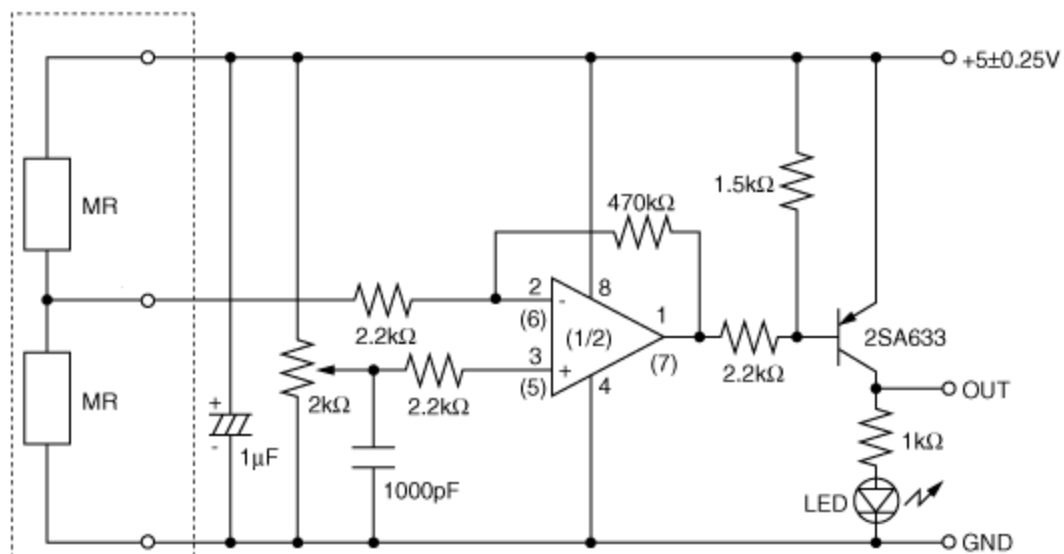 +5±0.25V
MR
1.5kΩ
470kΩ
2
-
8
(6)
1
2SA633
2.2kΩ
(1/2)
3
+
(5)
(7)
4
2.2kΩ
OUT
MR
+
2kΩ
2.2kΩ
-
1µF
1kΩ
1000pF
LED
GND